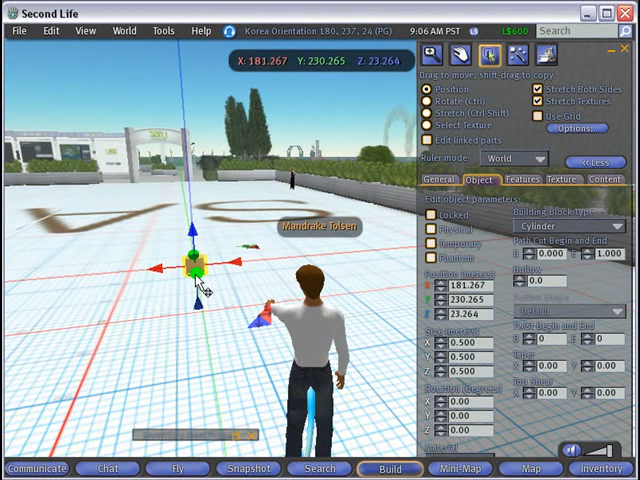 Second Life
File Edit View World Tools Help Korea Orientation 180, 237, 24 (PG) 9:06 AM PST L$ L$600 Search
X: 181.267 Y: 230.265 Z: 23.264
Drag to move, shift-drag to copy
Position
Rotate (Ctrl)
Stretch (Ctrl-Shift)
Select Texture
Edit linked parts
Stretch Both Sides
Stretch Textures
Use Grid
Options...
Ruler mode: World
<< Less
General Object Features Texture Content
Edit object parameters:
Locked
Physical
Temporary
Phantom
Position (meters)
X 181.267
Y 230.265
Z 23.264
Size (meters)
X 0.500
Y 0.500
Z 0.500
Rotation (degrees)
X 0.00
Y 0.00
Z 0.00
Material
Building Block Type
Cylinder
Path Cut Begin and End
B 0.000 E 1.000
Hollow
0.0
Default
Twist Begin and End
B 0 E 0
Taper
X 0.00 Y 0.00
Top Shear
X 0.00 Y 0.00
Mandrake Tolsen
Communicate Chat Fly Snapshot Search Build Mini-Map Map Inventory